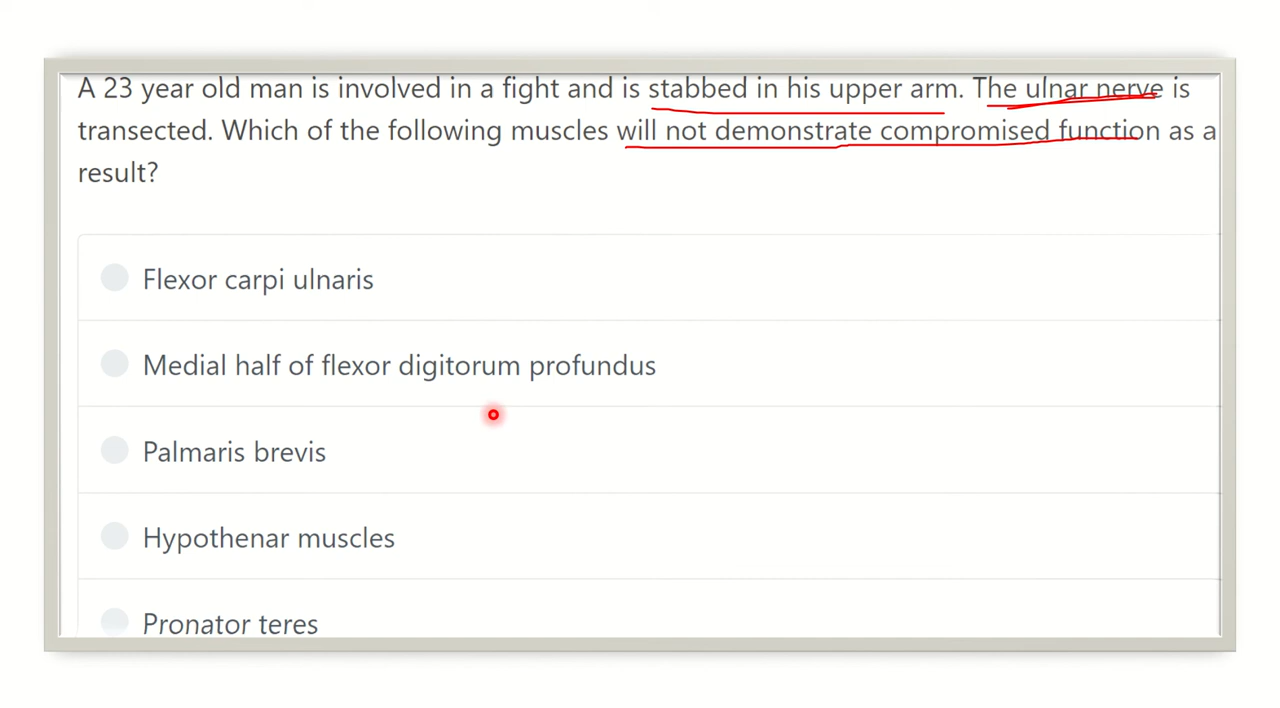 A 23 year old man is involved in a fight and is stabbed in his upper arm. The ulnar nerve is
transected. Which of the following muscles will not demonstrate compromised function as a
result?
Flexor carpi ulnaris
Medial half of flexor digitorum profundus
Palmaris brevis
Hypothenar muscles
Pronator teres